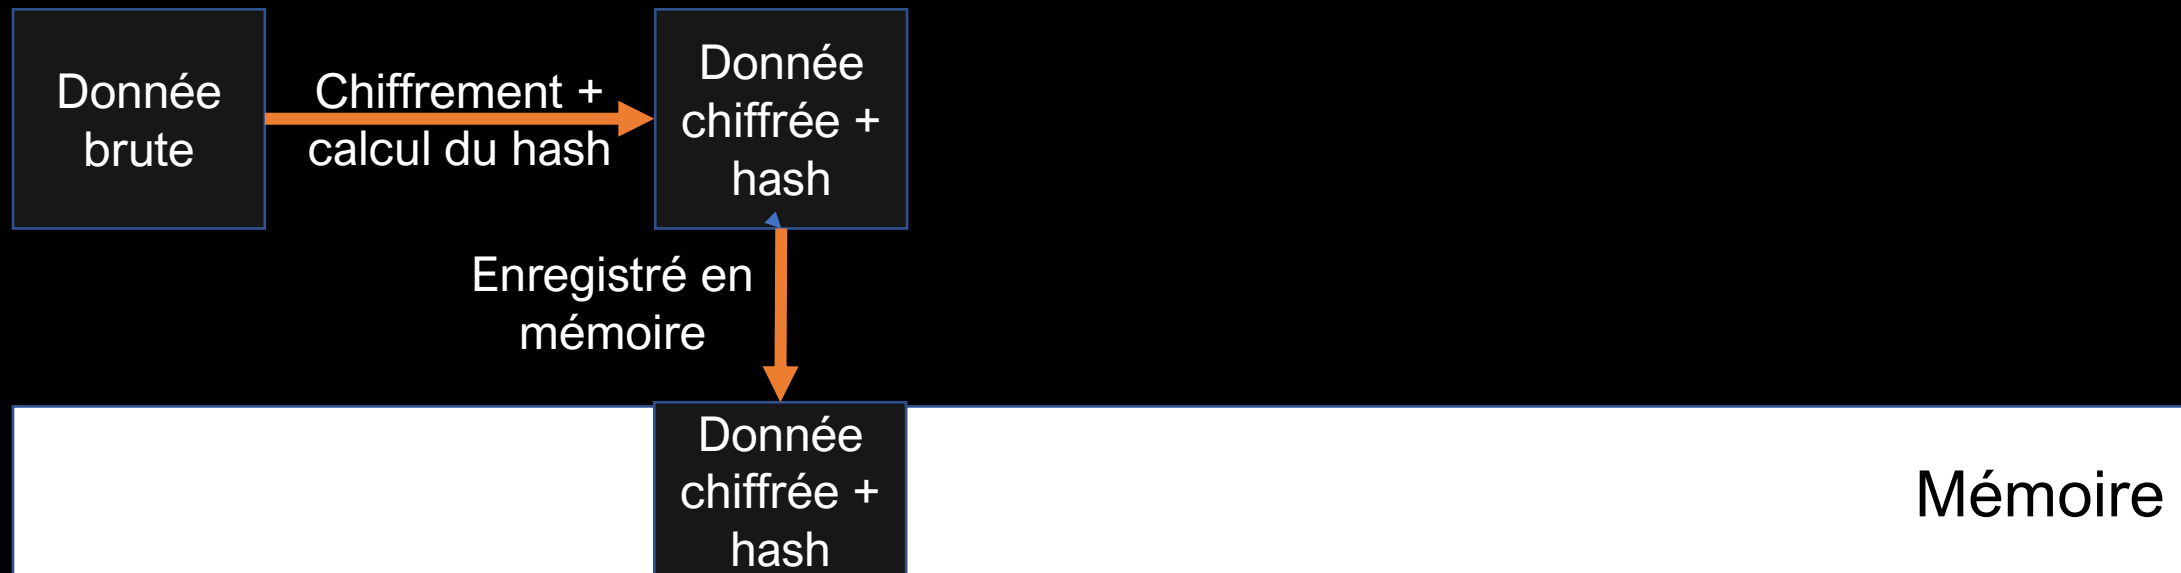 Donnée
brute
Chiffrement +
calcul du hash
Donnée
chiffrée +
hash
Enregistré en
mémoire
Donnée
chiffrée +
hash
Mémoire